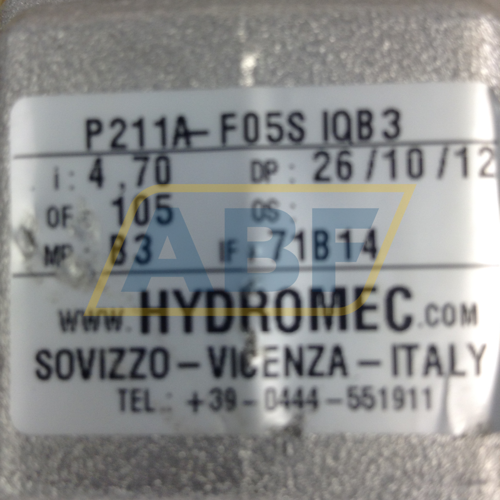 P211A-F05S IQB3
i: 4,70 DP: 26/10/12
OF: 105 OS:
MP: B3 IF: 71B14
ABF
www.HYDROMEC.com
SOVIZZO-VICENZA-ITALY
TEL.: +39-0444-551911